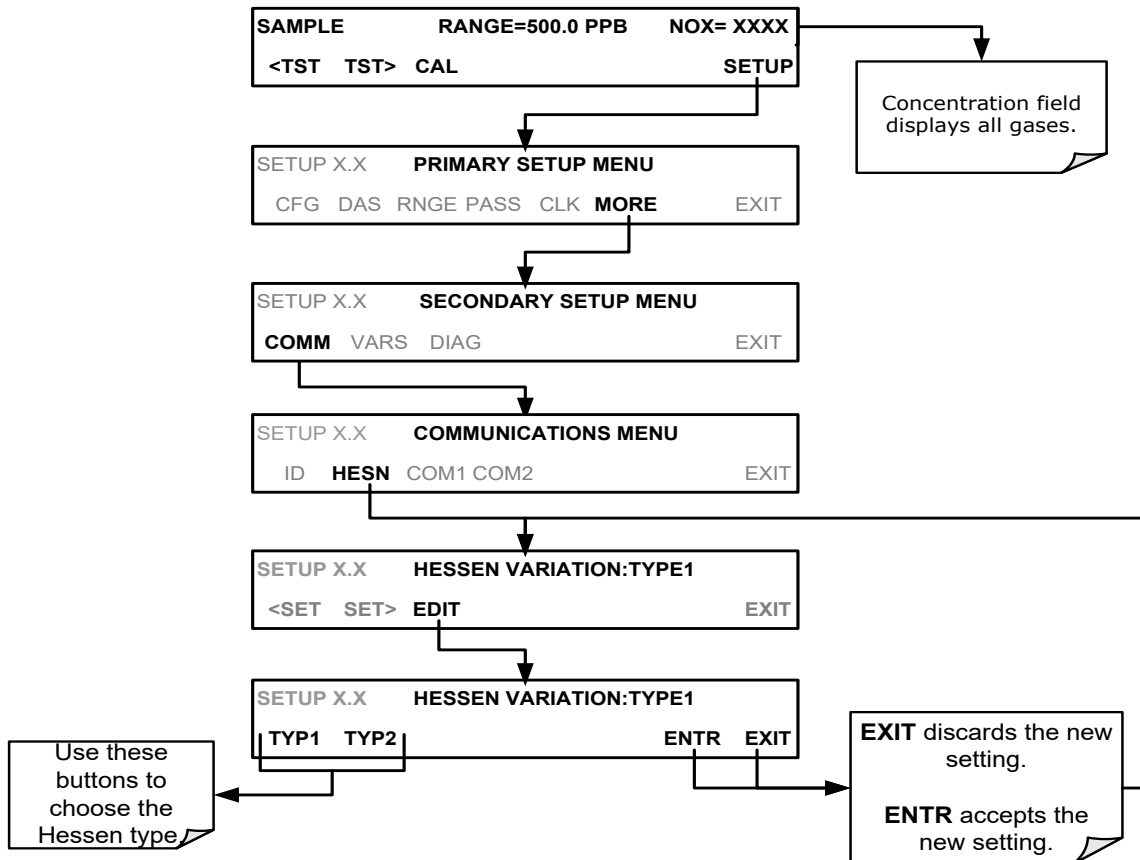 SAMPLE RANGE=500.0 PPB NOX= XXXX
<TST TST> CAL SETUP
Concentration field
displays all gases.
SETUP X.X PRIMARY SETUP MENU
CFG DAS RNGE PASS CLK MORE EXIT
SETUP X.X SECONDARY SETUP MENU
COMM VARS DIAG EXIT
SETUP X.X COMMUNICATIONS MENU
ID HESN COM1 COM2 EXIT
SETUP X.X HESSEN VARIATION:TYPE1
<SET SET> EDIT EXIT
SETUP X.X HESSEN VARIATION:TYPE1
TYP1 TYP2 ENTR EXIT
Use these
buttons to
choose the
Hessen type.
EXIT discards the new
setting.
ENTR accepts the
new setting.